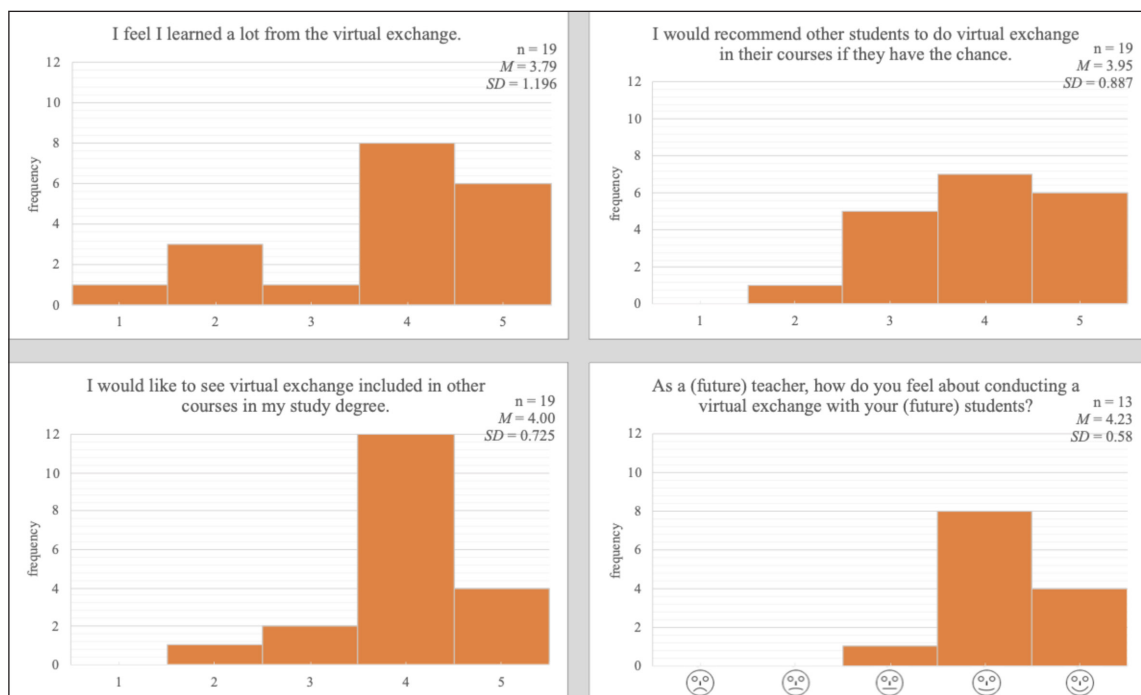 I feel I learned a lot from the virtual exchange.
n = 19
M = 3.79
SD = 1.196
frequency
12
10
8
6
4
2
0
1 2 3 4 5
I would recommend other students to do virtual exchange
in their courses if they have the chance.
n = 19
M = 3.95
SD = 0.887
frequency
12
10
8
6
4
2
0
1 2 3 4 5
I would like to see virtual exchange included in other
courses in my study degree.
n = 19
M = 4.00
SD = 0.725
frequency
12
10
8
6
4
2
0
1 2 3 4 5
As a (future) teacher, how do you feel about conducting a
virtual exchange with your (future) students?
n = 13
M = 4.23
SD = 0.58
frequency
12
10
8
6
4
2
0